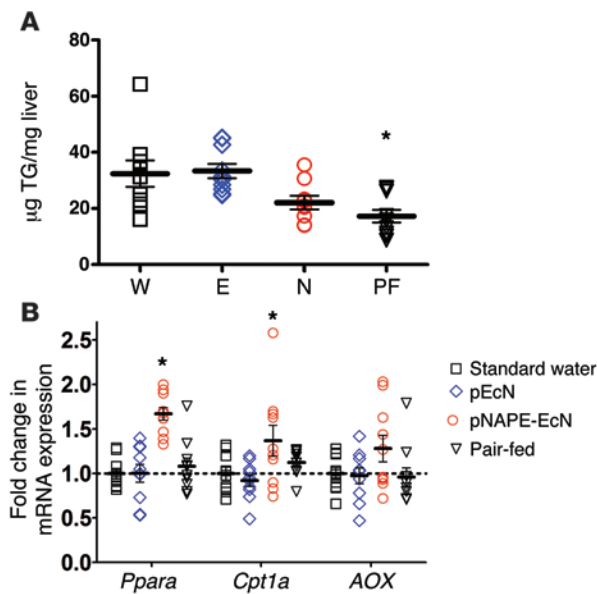 A
µg TG/mg liver
80
60
40
20
0
*
W E N PF
B
Fold change in
mRNA expression
2.5
2.0
1.5
1.0
0.5
0.0
* *
Ppara Cpt1a AOX
Standard water
pEcN
pNAPE-EcN
Pair-fed